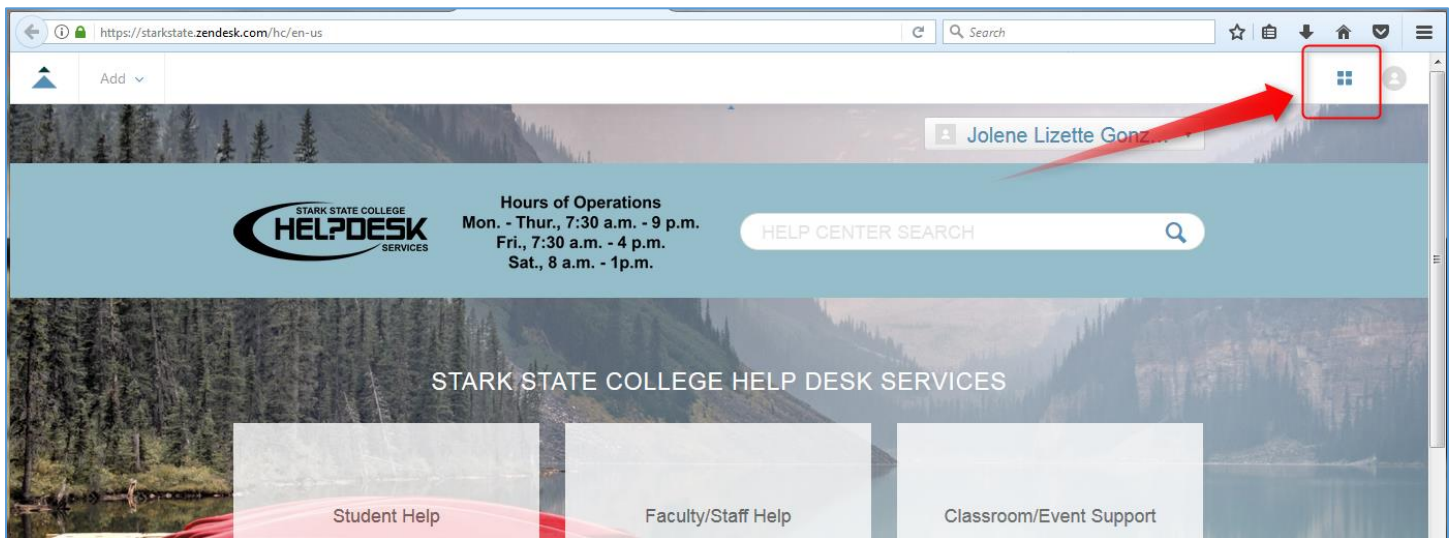 https://starkstate.zendesk.com/hc/en-us
Search
Add
Jolene Lizette Gonz...
STARK STATE COLLEGE
HELPDESK
SERVICES
Hours of Operations
Mon. - Thur., 7:30 a.m. - 9 p.m.
Fri., 7:30 a.m. - 4 p.m.
Sat., 8 a.m. - 1p.m.
HELP CENTER SEARCH
STARK STATE COLLEGE HELP DESK SERVICES
Student Help
Faculty/Staff Help
Classroom/Event Support